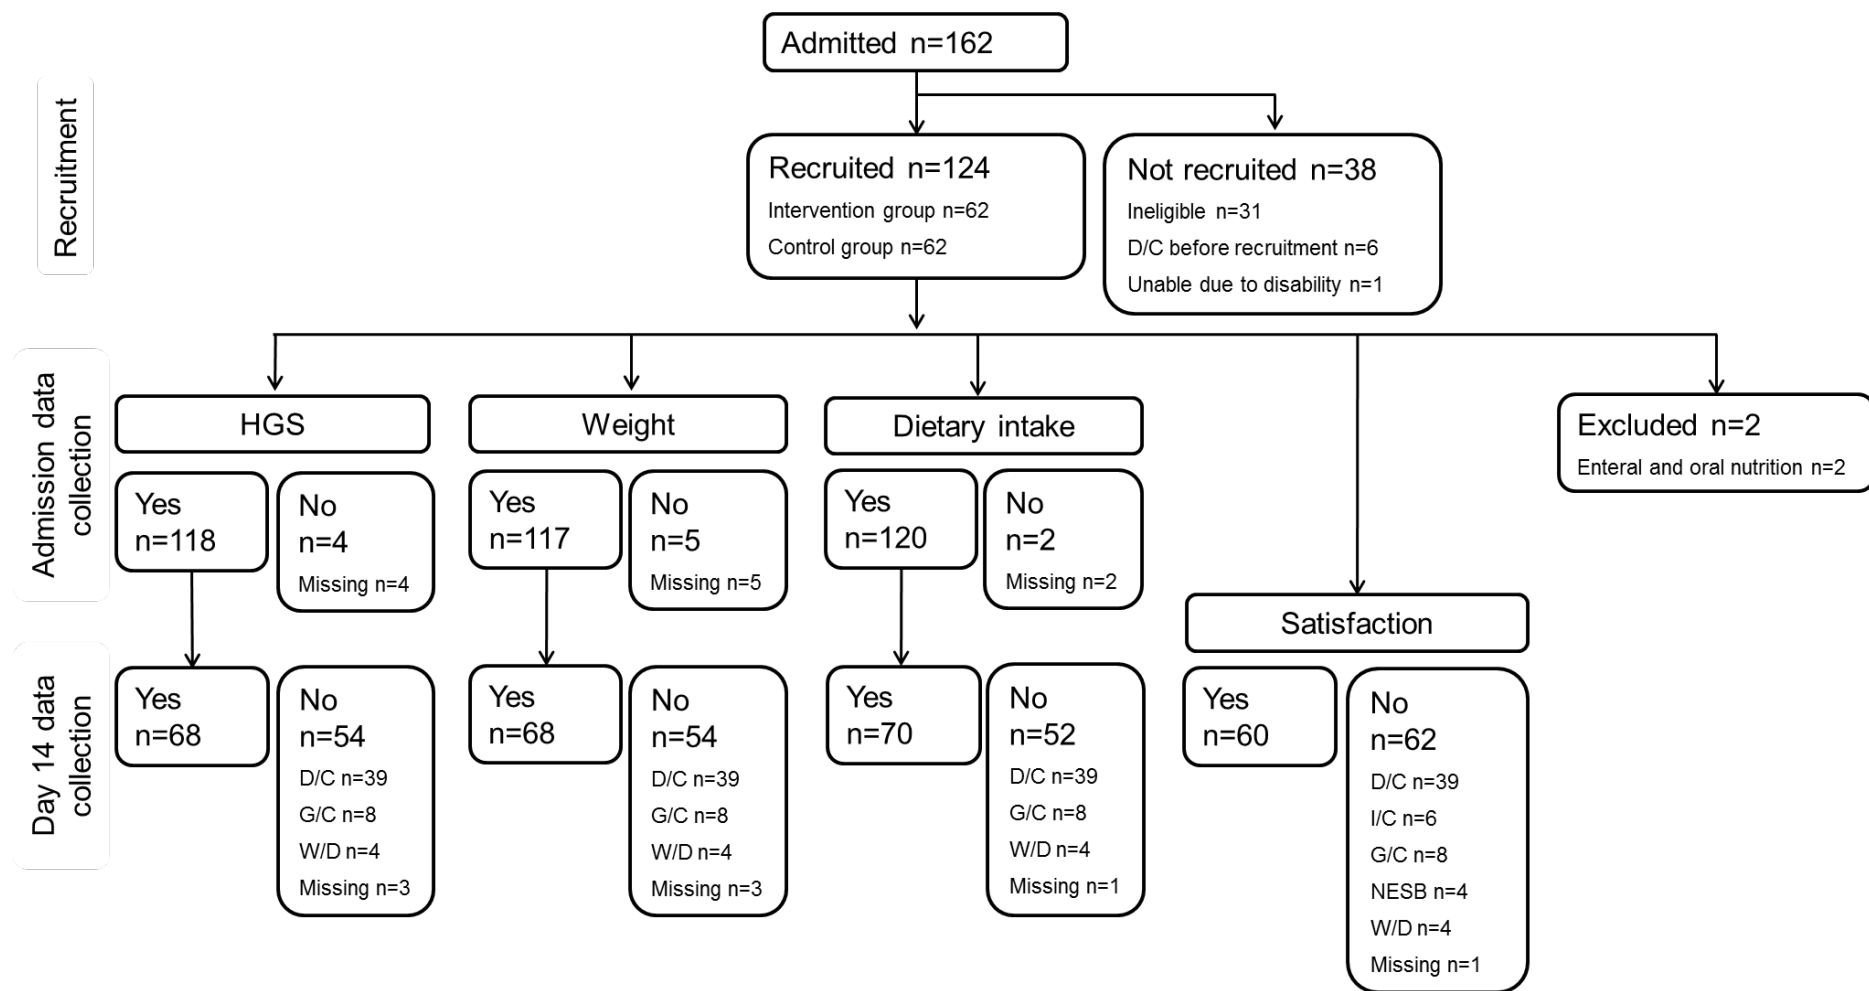 Recruitment
Admitted n=162
Recruited n=124
Intervention group n=62
Control group n=62
Not recruited n=38
Ineligible n=31
D/C before recruitment n=6
Unable due to disability n=1
Admission data
collection
HGS
Yes
n=118
No
n=4
Missing n=4
Weight
Yes
n=117
No
n=5
Missing n=5
Dietary intake
Yes
n=120
No
n=2
Missing n=2
Excluded n=2
Enteral and oral nutrition n=2
Day 14 data
collection
Yes
n=68
No
n=54
D/C n=39
G/C n=8
W/D n=4
Missing n=3
Yes
n=68
No
n=54
D/C n=39
G/C n=8
W/D n=4
Missing n=3
Yes
n=70
No
n=52
D/C n=39
G/C n=8
W/D n=4
Missing n=1
Satisfaction
Yes
n=60
No
n=62
D/C n=39
I/C n=6
G/C n=8
NESB n=4
W/D n=4
Missing n=1